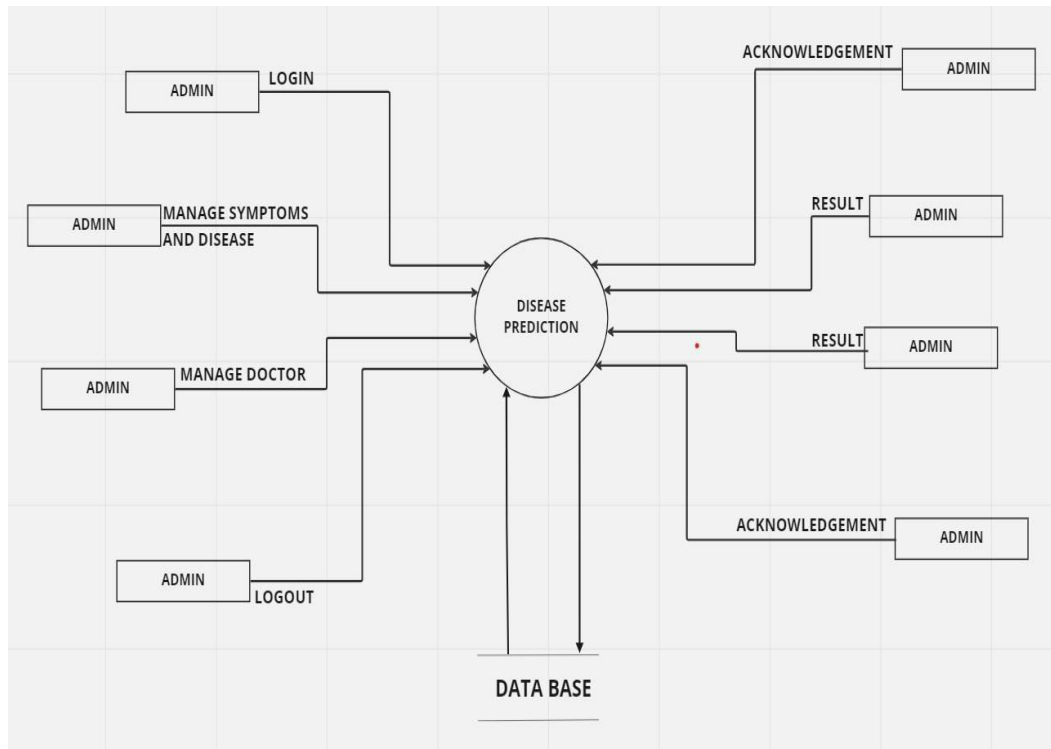 ADMIN
LOGIN
ACKNOWLEDGEMENT
ADMIN
ADMIN
MANAGE SYMPTOMS
AND DISEASE
RESULT
ADMIN
DISEASE
PREDICTION
RESULT
ADMIN
ADMIN
MANAGE DOCTOR
ACKNOWLEDGEMENT
ADMIN
ADMIN
LOGOUT
DATA BASE